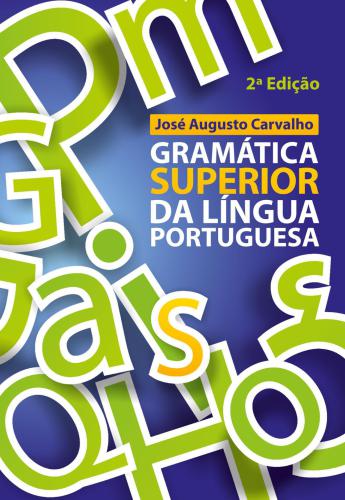 2ª Edição
José Augusto Carvalho
GRAMÁTICA
SUPERIOR
DA LÍNGUA
PORTUGUESA